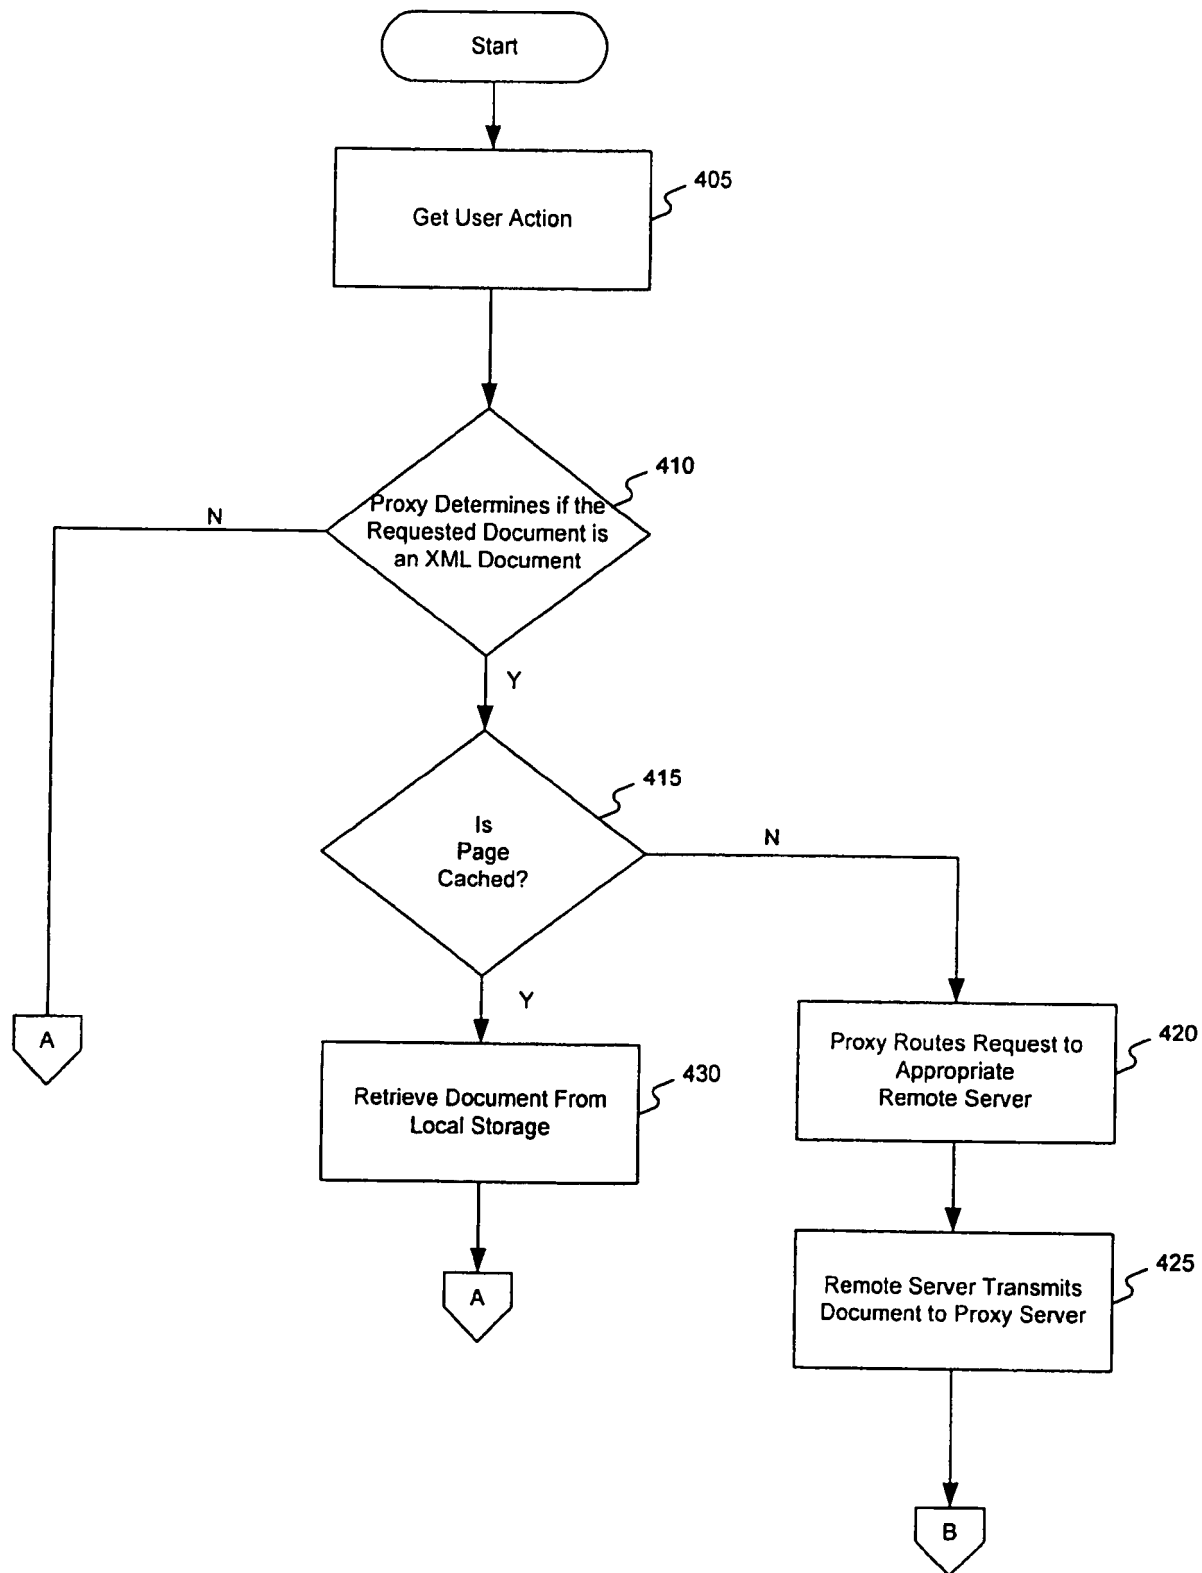 Start
405
Get User Action
410
Proxy Determines if the
Requested Document is
an XML Document
N
Y
415
Is
Page
Cached?
N
Y
A
430
Retrieve Document From
Local Storage
420
Proxy Routes Request to
Appropriate
Remote Server
A
425
Remote Server Transmits
Document to Proxy Server
B